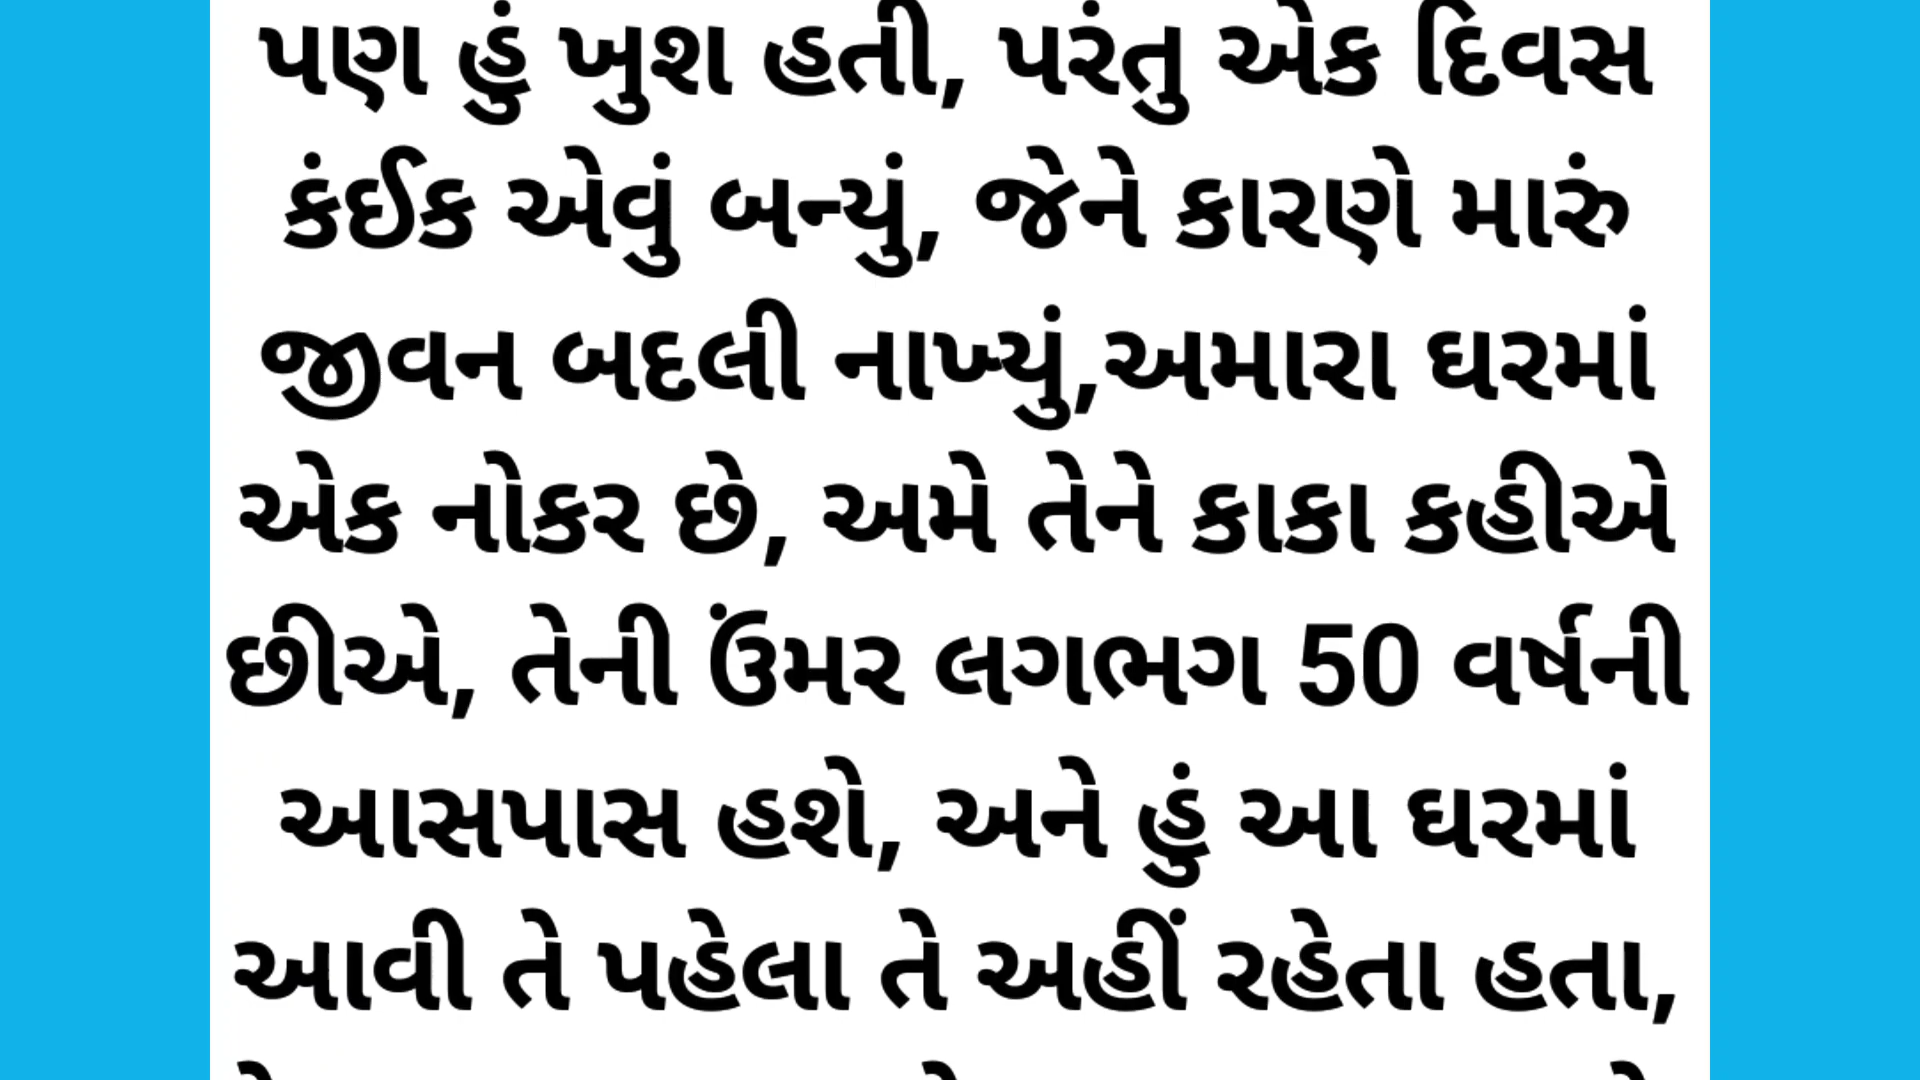 પણ હું ખુશ હતી, પરંતુ એક દિવસ
કંઈક એવું બન્યું, જેને કારણે મારું
જીવન બદલી નાખ્યું,અમારા ઘરમાં
એક નોકર છે, અમે તેને કાકા કહીએ
છીએ, તેની ઉંમર લગભગ 50 વર્ષની
આસપાસ હશે, અને હું આ ઘરમાં
આવી તે પહેલા તે અહીં રહેતા હતા,